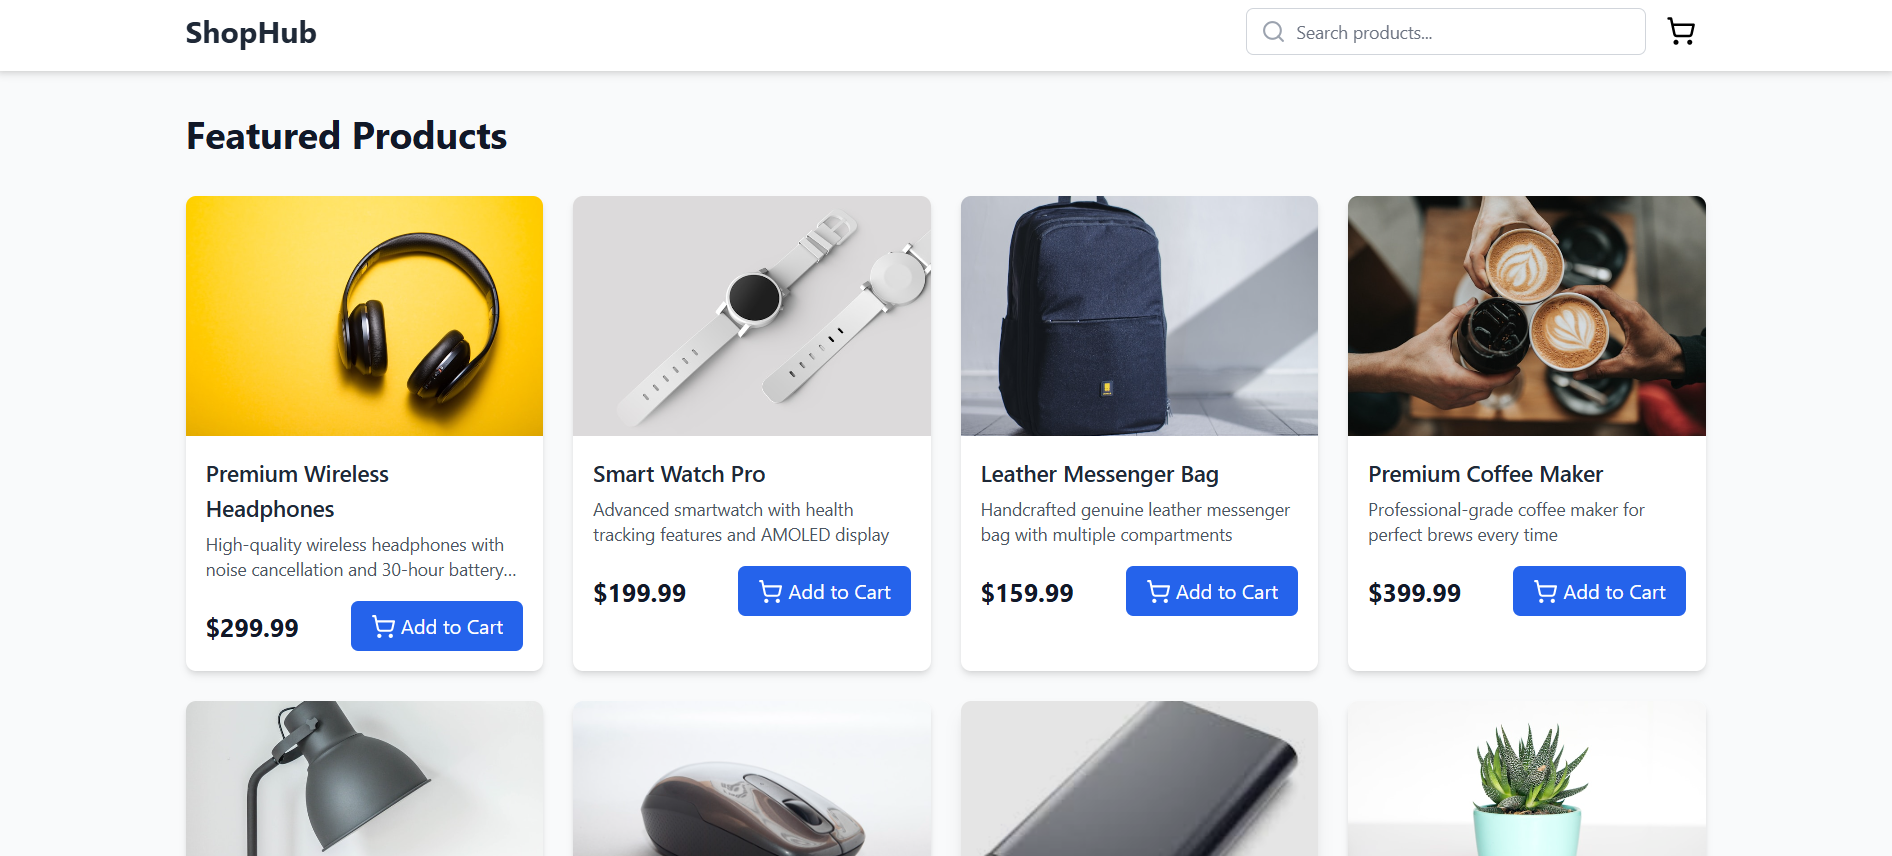 ShopHub
Search products...
Featured Products
Premium Wireless
Headphones
High-quality wireless headphones with
noise cancellation and 30-hour battery...
$299.99
Add to Cart
Smart Watch Pro
Advanced smartwatch with health
tracking features and AMOLED display
$199.99
Add to Cart
Leather Messenger Bag
Handcrafted genuine leather messenger
bag with multiple compartments
$159.99
Add to Cart
Premium Coffee Maker
Professional-grade coffee maker for
perfect brews every time
$399.99
Add to Cart